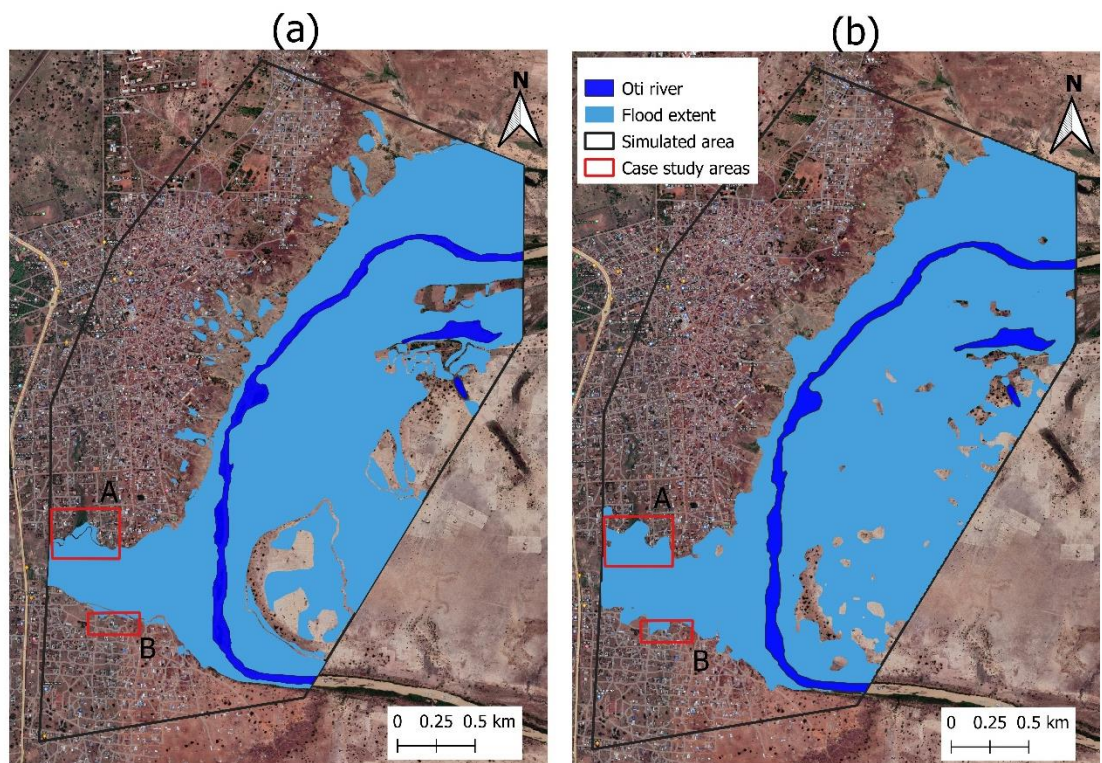 (a)
(b)
N
N
Oti river
Flood extent
Simulated area
Case study areas
A
A
B
B
0 0.25 0.5 km
0 0.25 0.5 km